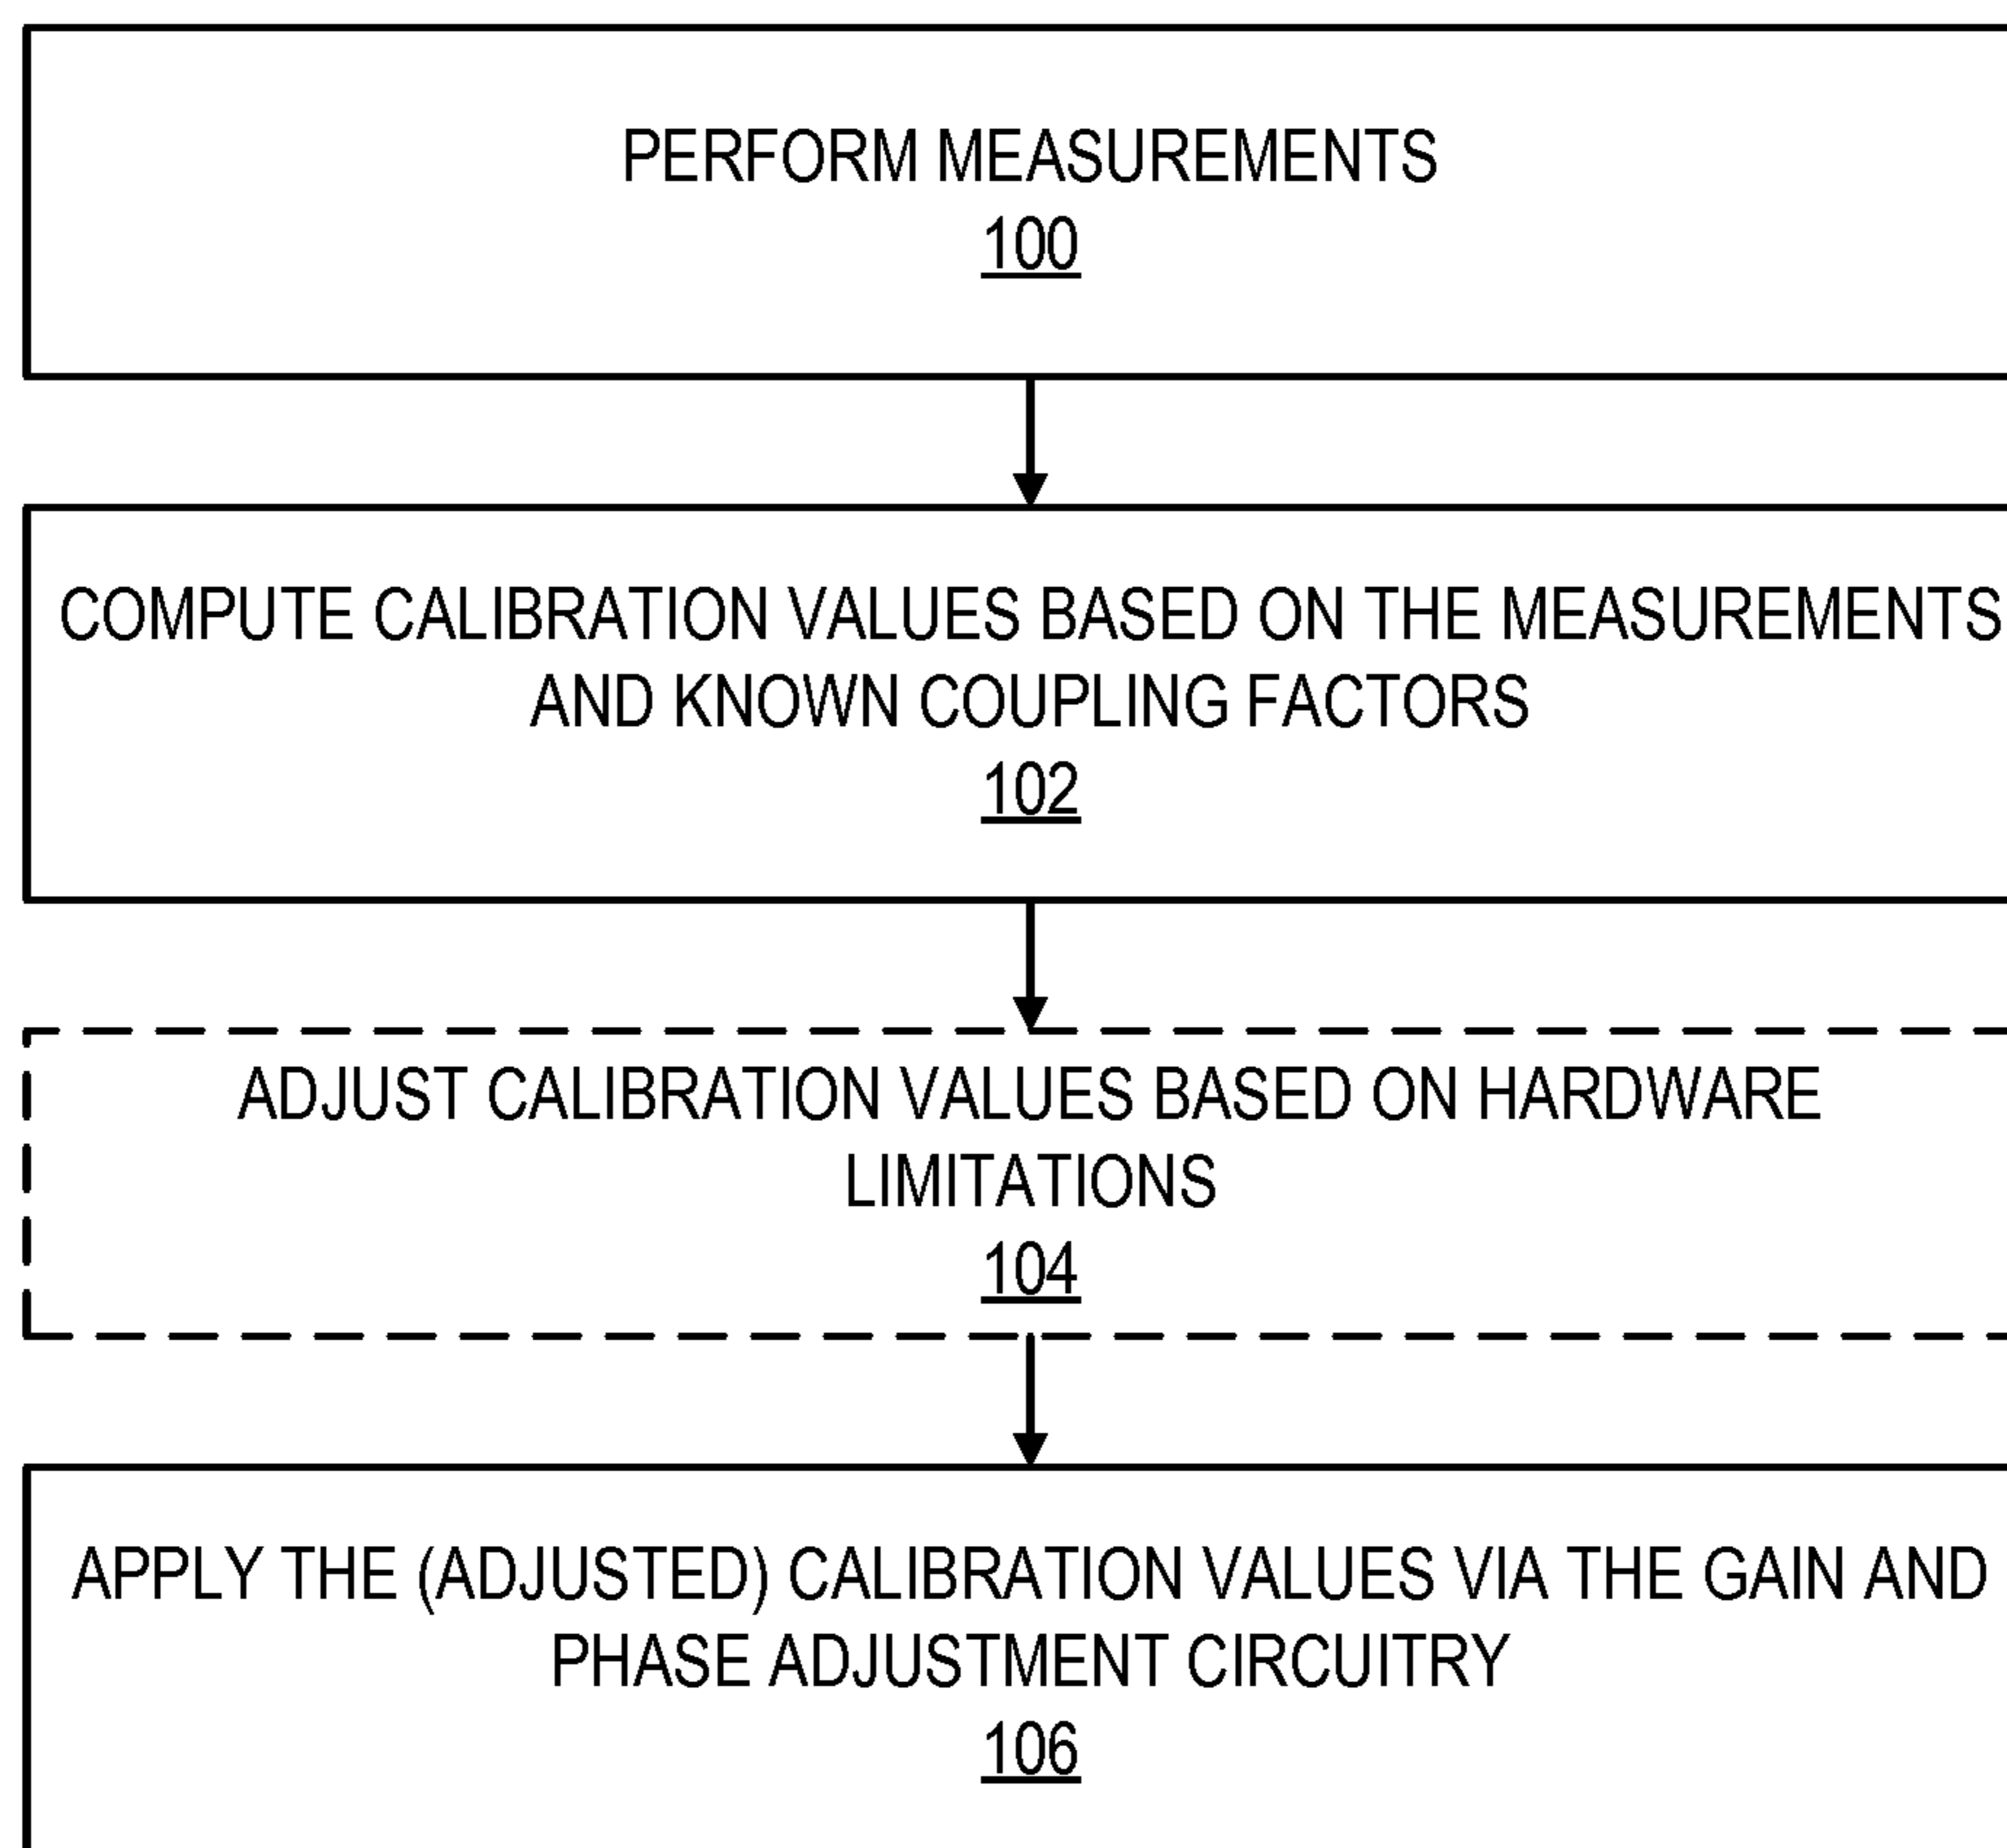 PERFORM MEASUREMENTS
100
COMPUTE CALIBRATION VALUES BASED ON THE MEASUREMENTS
AND KNOWN COUPLING FACTORS
102
ADJUST CALIBRATION VALUES BASED ON HARDWARE
LIMITATIONS
104
APPLY THE (ADJUSTED) CALIBRATION VALUES VIA THE GAIN AND
PHASE ADJUSTMENT CIRCUITRY
106